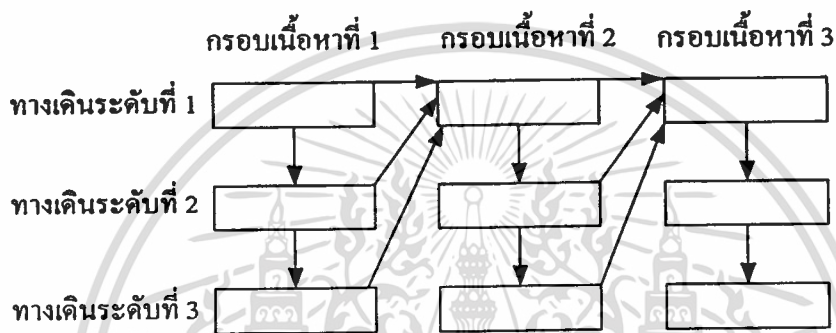 กรอบเนื้อหาที่ 1 กรอบเนื้อหาที่ 2 กรอบเนื้อหาที่ 3
ทางเดินระดับที่ 1
ทางเดินระดับที่ 2
ทางเดินระดับที่ 3